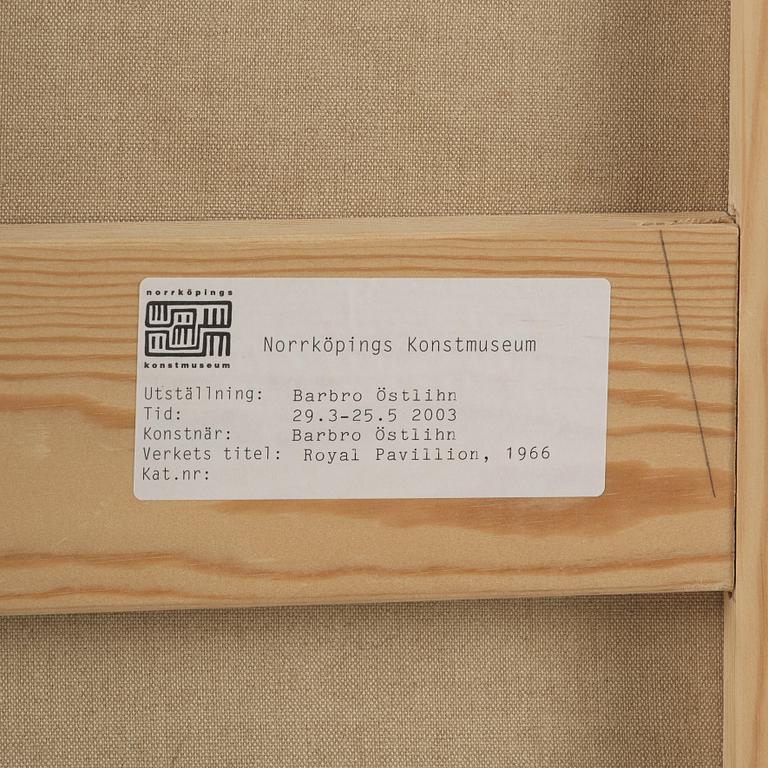 norrköpings
konstmuseum
Norrköpings Konstmuseum
Utställning: Barbro Östlihn
Tid: 29.3-25.5 2003
Konstnär: Barbro Östlihn
Verkets titel: Royal Pavillion, 1966
Kat.nr: